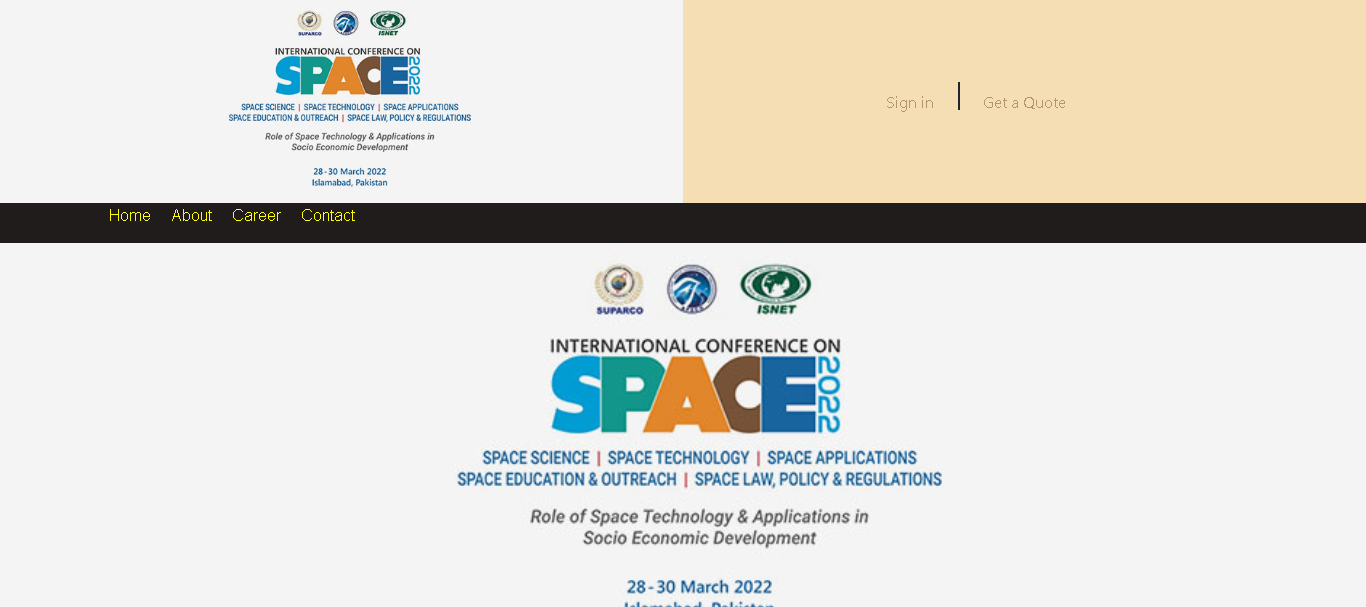 SUPARCO ISNET
INTERNATIONAL CONFERENCE ON
SPACE 2022
SPACE SCIENCE | SPACE TECHNOLOGY | SPACE APPLICATIONS
SPACE EDUCATION & OUTREACH | SPACE LAW, POLICY & REGULATIONS
Role of Space Technology & Applications in
Socio Economic Development
28-30 March 2022
Islamabad, Pakistan
Sign in | Get a Quote
Home About Career Contact
SUPARCO ISNET
INTERNATIONAL CONFERENCE ON
SPACE 2022
SPACE SCIENCE | SPACE TECHNOLOGY | SPACE APPLICATIONS
SPACE EDUCATION & OUTREACH | SPACE LAW, POLICY & REGULATIONS
Role of Space Technology & Applications in
Socio Economic Development
28-30 March 2022
Islamabad, Pakistan